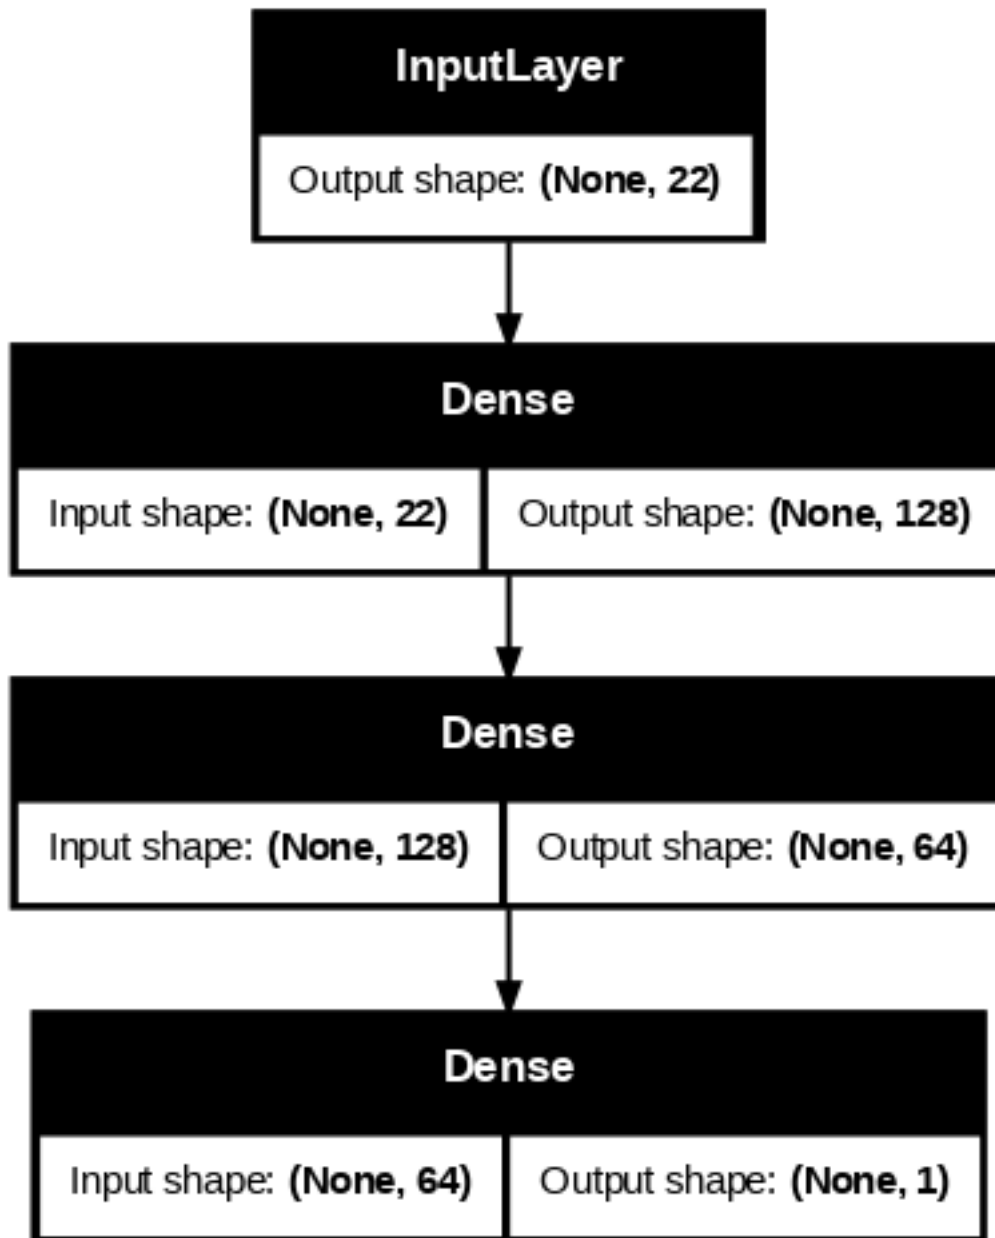 InputLayer
Output shape: (None, 22)
Dense
Input shape: (None, 22) Output shape: (None, 128)
Dense
Input shape: (None, 128) Output shape: (None, 64)
Dense
Input shape: (None, 64) Output shape: (None, 1)